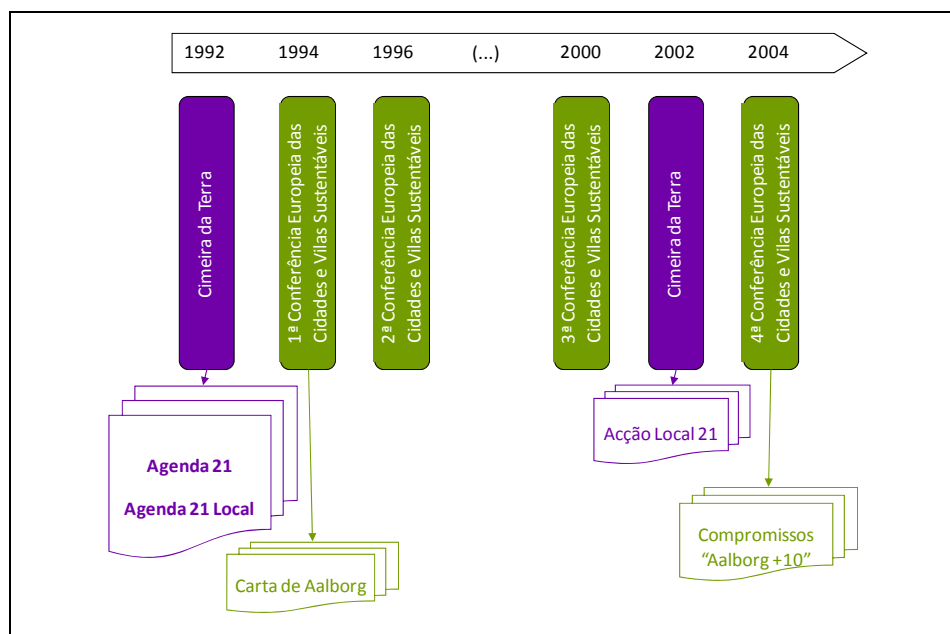 1992 1994 1996 (...) 2000 2002 2004
Cimeira da Terra
1ª Conferência Europeia das
Cidades e Vilas Sustentáveis
2ª Conferência Europeia das
Cidades e Vilas Sustentáveis
3ª Conferência Europeia das
Cidades e Vilas Sustentáveis
Cimeira da Terra
4ª Conferência Europeia das
Cidades e Vilas Sustentáveis
Agenda 21
Agenda 21 Local
Carta de Aalborg
Acção Local 21
Compromissos
“Aalborg +10”